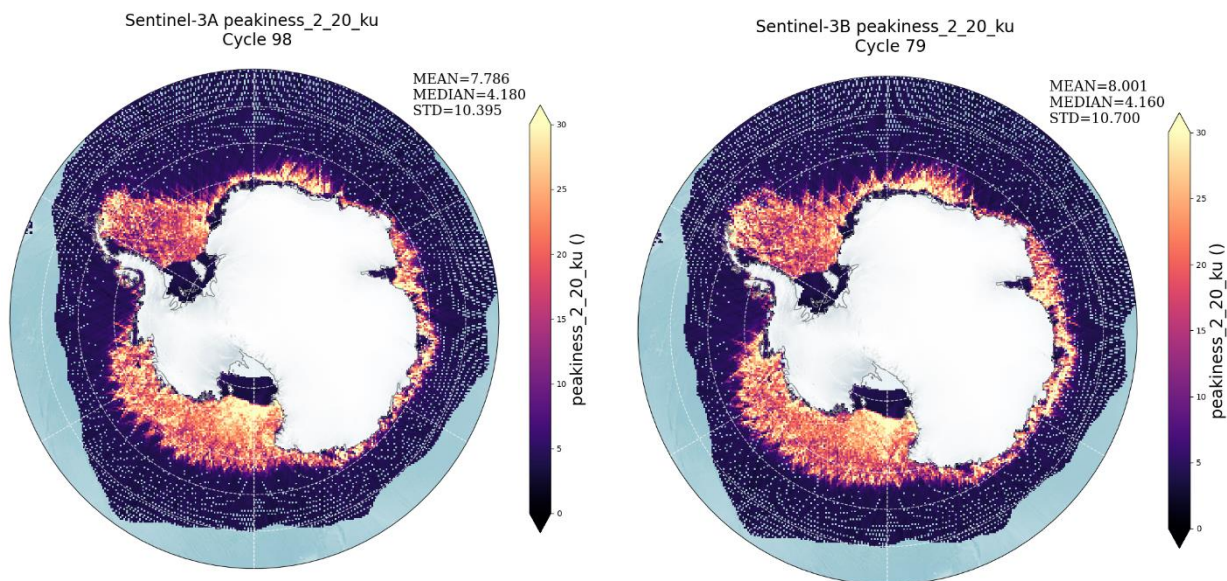 Sentinel-3A peakiness_2_20_ku
Cycle 98
MEAN=7.786
MEDIAN=4.180
STD=10.395
30
25
20
15
10
5
0
peakiness_2_20_ku ()
Sentinel-3B peakiness_2_20_ku
Cycle 79
MEAN=8.001
MEDIAN=4.160
STD=10.700
30
25
20
15
10
5
0
peakiness_2_20_ku ()